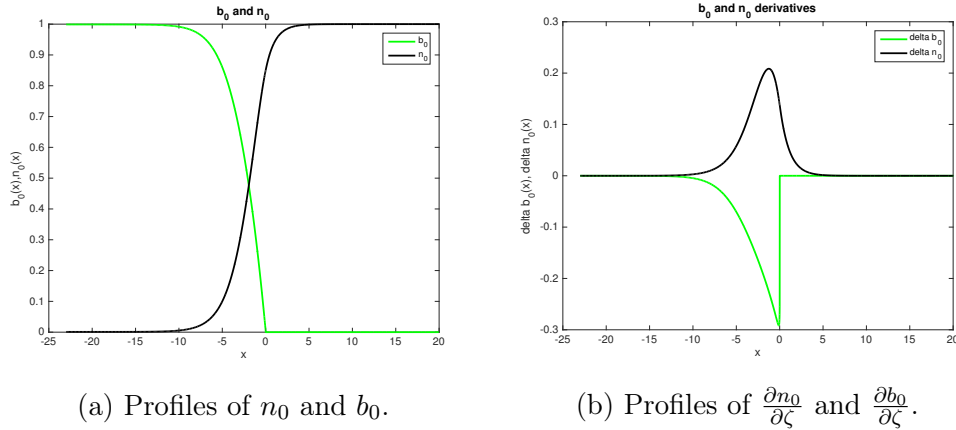 b₀ and n₀
b₀
n₀
1
0.9
0.8
0.7
0.6
0.5
0.4
0.3
0.2
0.1
0
b₀(x),n₀(x)
-25 -20 -15 -10 -5 0 5 10 15 20
x
(a) Profiles of n₀ and b₀.
b₀ and n₀ derivatives
delta b₀
delta n₀
0.3
0.2
0.1
0
-0.1
-0.2
-0.3
delta b₀(x), delta n₀(x)
-25 -20 -15 -10 -5 0 5 10 15 20
x
(b) Profiles of ∂n₀/∂ζ and ∂b₀/∂ζ.